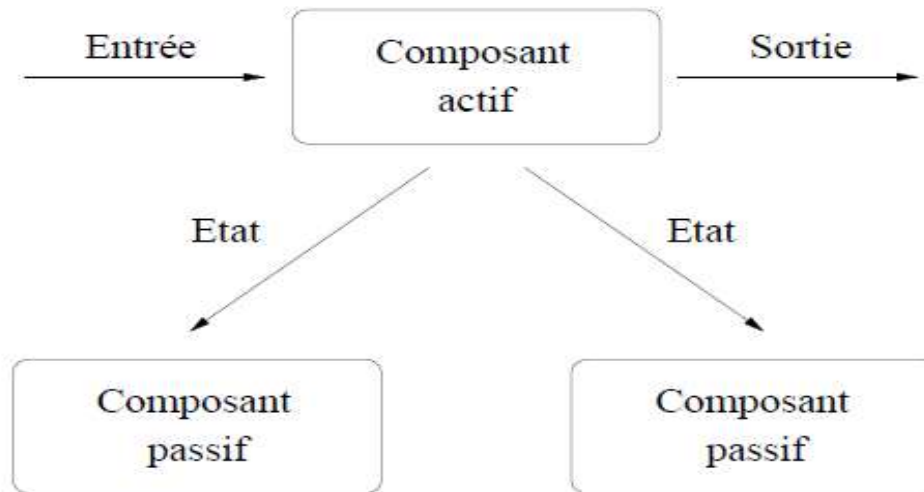 Entrée
Composant
actif
Sortie
Etat
Etat
Composant
passif
Composant
passif